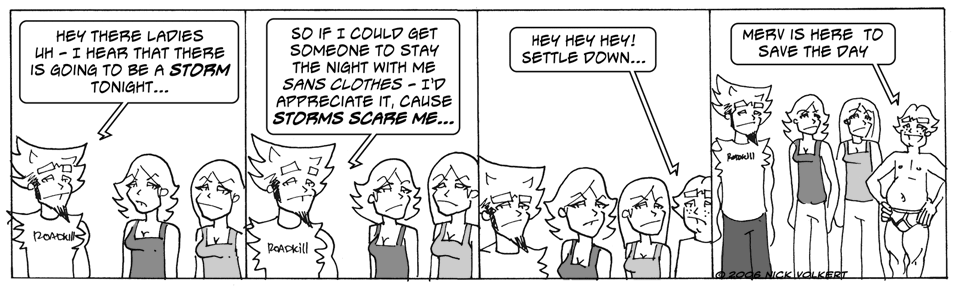 HEY THERE LADIES
UH - I HEAR THAT THERE
IS GOING TO BE A STORM
TONIGHT...
ROADKILL
SO IF I COULD GET
SOMEONE TO STAY
THE NIGHT WITH ME
SANS CLOTHES - I'D
APPRECIATE IT, CAUSE
STORMS SCARE ME...
ROADKILL
HEY HEY HEY!
SETTLE DOWN...
MERV IS HERE TO
SAVE THE DAY
ROADKILL
© 2006 NICK VOLKERT